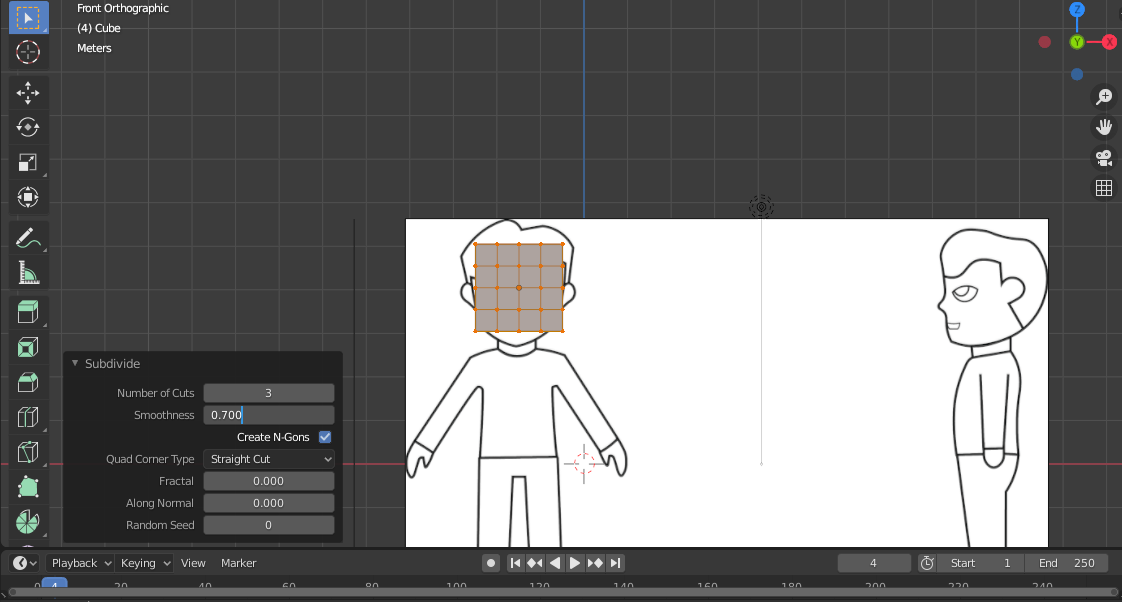 Front Orthographic
(4) Cube
Meters
Z
Y
X
Subdivide
Number of Cuts 3
Smoothness 0.700
Create N-Gons
Quad Corner Type Straight Cut
Fractal 0.000
Along Normal 0.000
Random Seed 0
Playback Keying View Marker 4 Start 1 End 250
0 4 20 40 60 80 100 120 140 160 180 200 220 240